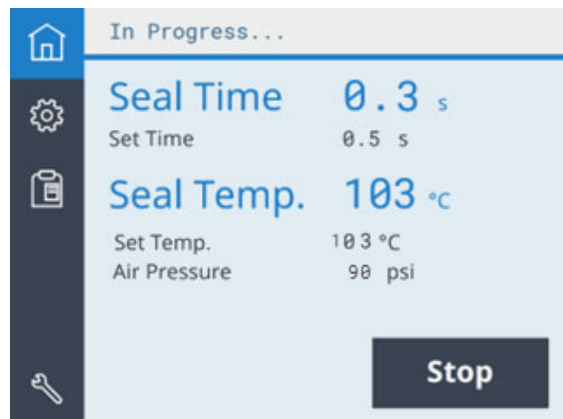 In Progress...
Seal Time 0.3 s
Set Time 0.5 s
Seal Temp. 103 °C
Set Temp. 103 °C
Air Pressure 90 psi
Stop